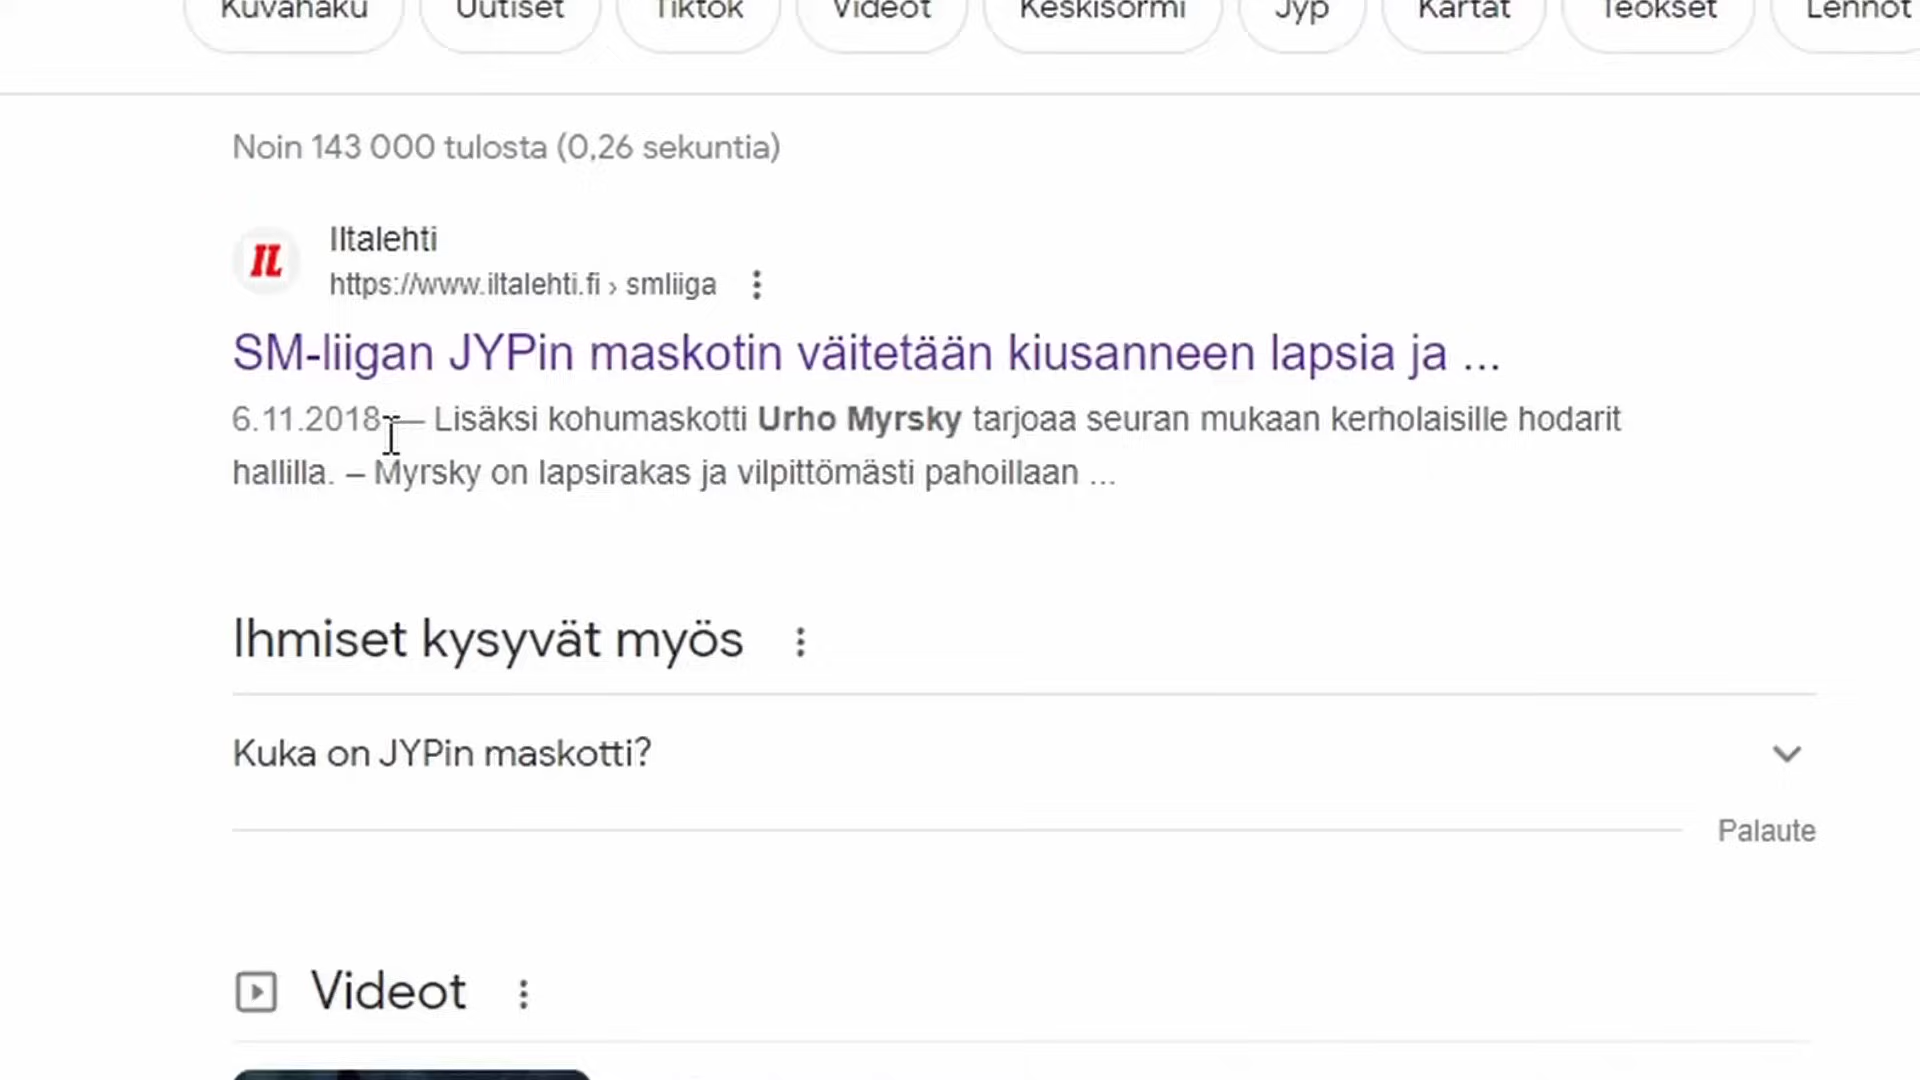 Kuvahaku Uutiset Tiktok Videot Keskisormi Jyp Kartat Teokset Lennot
Noin 143 000 tulosta (0,26 sekuntia)
IL
Iltalehti
https://www.iltalehti.fi › smliiga
SM-liigan JYPin maskotin väitetään kiusanneen lapsia ja ...
6.11.2018 — Lisäksi kohumaskotti Urho Myrsky tarjoaa seuran mukaan kerholaisille hodarit
hallilla. – Myrsky on lapsirakas ja vilpittömästi pahoillaan ...
Ihmiset kysyvät myös
Kuka on JYPin maskotti?
Palaute
Videot